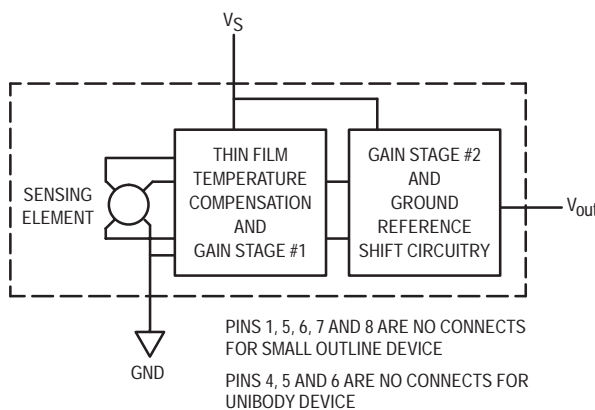 VS
THIN FILM
TEMPERATURE
COMPENSATION
AND
GAIN STAGE #1
GAIN STAGE #2
AND
GROUND
REFERENCE
SHIFT CIRCUITRY
SENSING
ELEMENT
Vout
GND
PINS 1, 5, 6, 7 AND 8 ARE NO CONNECTS
FOR SMALL OUTLINE DEVICE
PINS 4, 5 AND 6 ARE NO CONNECTS FOR
UNIBODY DEVICE